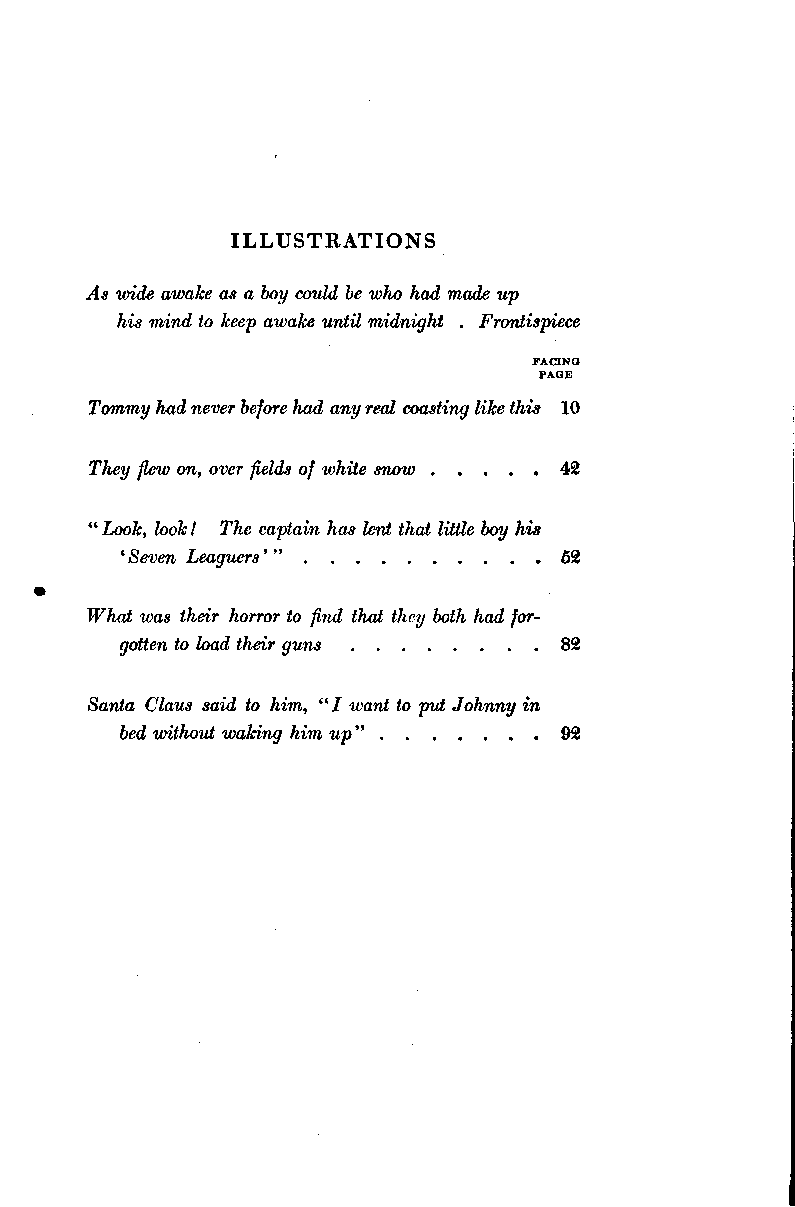 ILLUSTRATIONS
As wide awake as a boy could be who had made up
his mind to keep awake until midnight . Frontispiece
FACING
PAGE
Tommy had never before had any real coasting like this 10
They flew on, over fields of white snow . . . . . 42
"Look, look! The captain has lent that little boy his
'Seven Leaguers'" . . . . . . . . . . 52
What was their horror to find that they both had for-
gotten to load their guns . . . . . . . . 82
Santa Claus said to him, "I want to put Johnny in
bed without waking him up" . . . . . . . 92